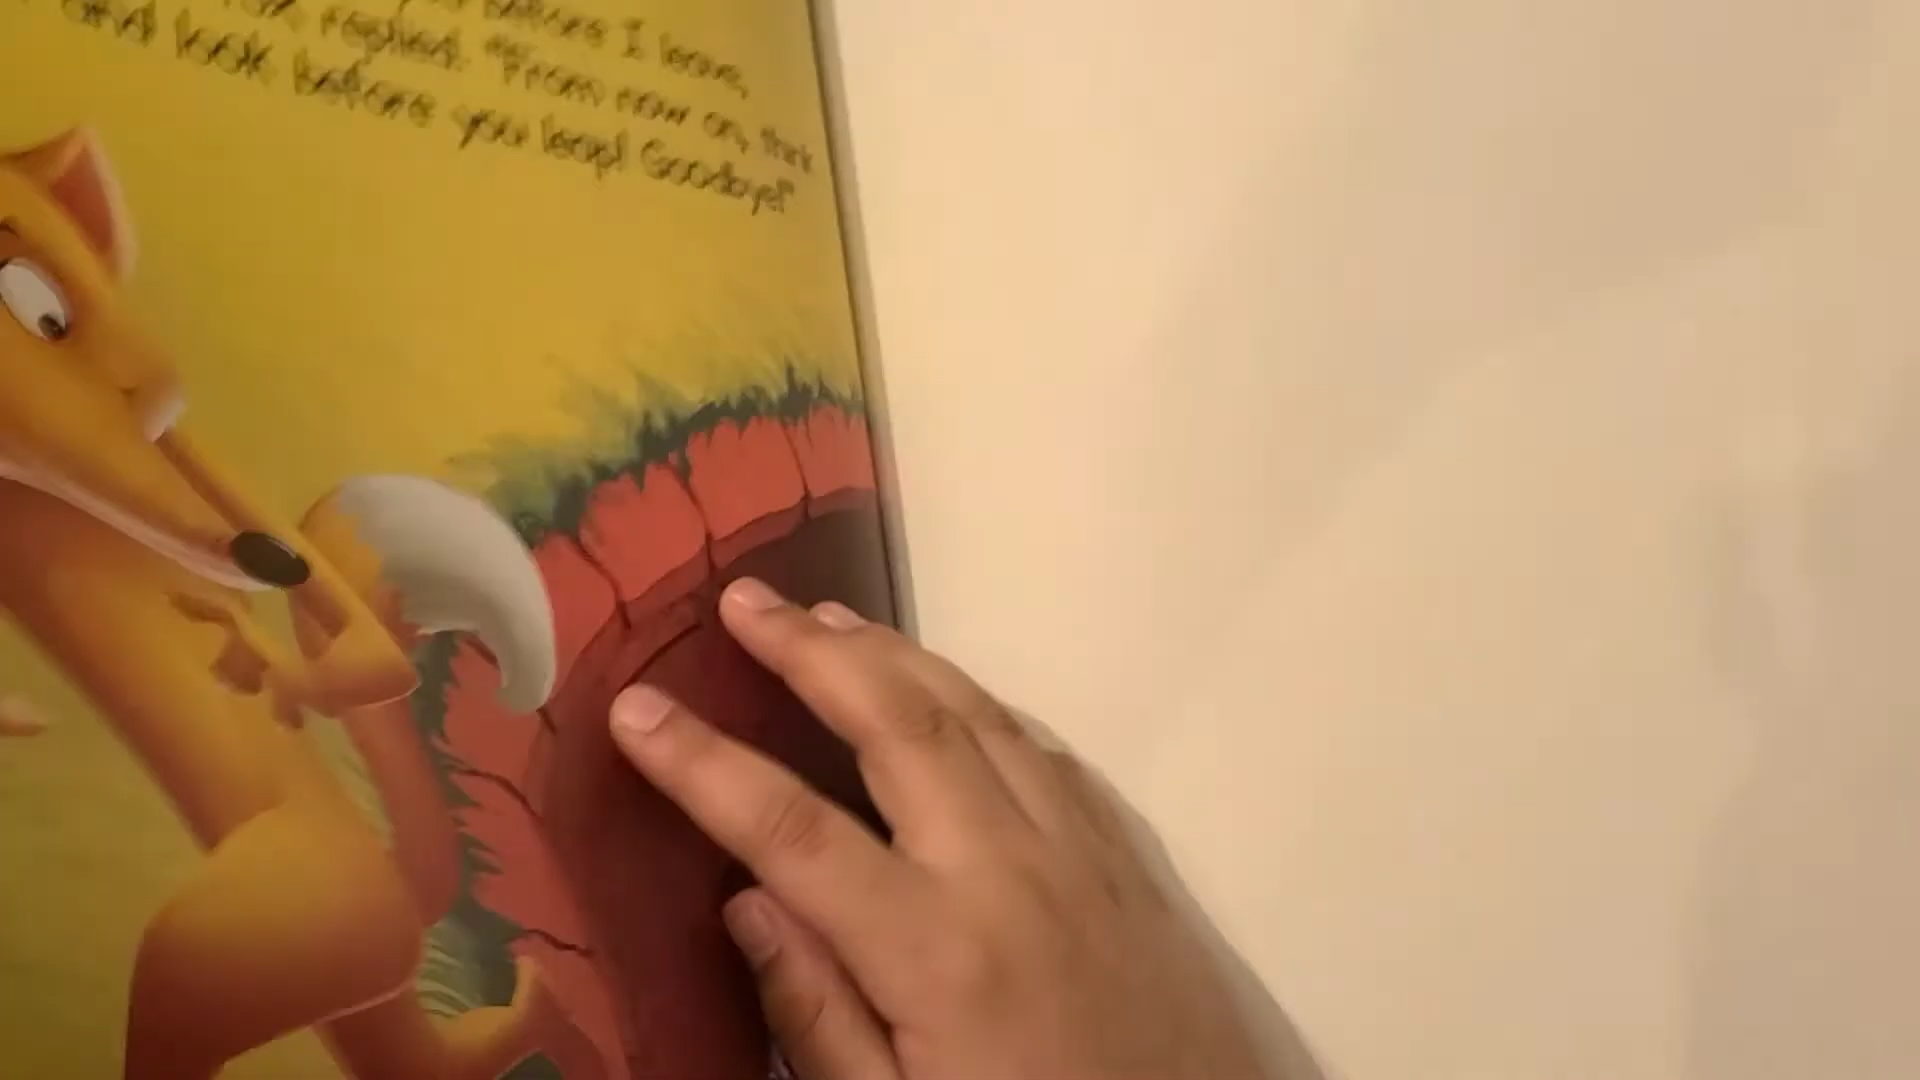 before I leave,
replied. "From now on, think
and look before you leap! Goodbye!"